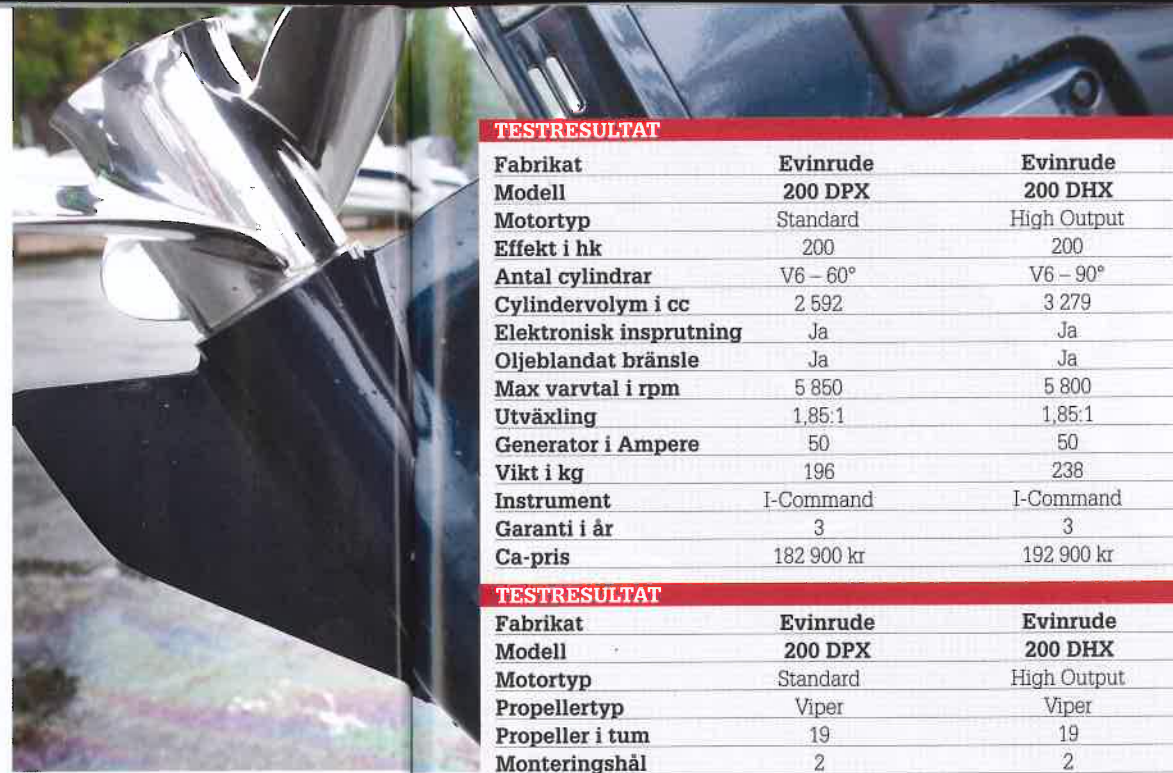 TESTRESULTAT
Fabrikat Evinrude Evinrude
Modell 200 DPX 200 DHX
Motortyp Standard High Output
Effekt i hk 200 200
Antal cylindrar V6 – 60° V6 – 90°
Cylindervolym i cc 2 592 3 279
Elektronisk insprutning Ja Ja
Oljeblandat bränsle Ja Ja
Max varvtal i rpm 5 850 5 800
Utväxling 1,85:1 1,85:1
Generator i Ampere 50 50
Vikt i kg 196 238
Instrument I-Command I-Command
Garanti i år 3 3
Ca-pris 182 900 kr 192 900 kr
TESTRESULTAT
Fabrikat Evinrude Evinrude
Modell 200 DPX 200 DHX
Motortyp Standard High Output
Propellertyp Viper Viper
Propeller i tum 19 19
Monteringshål 2 2